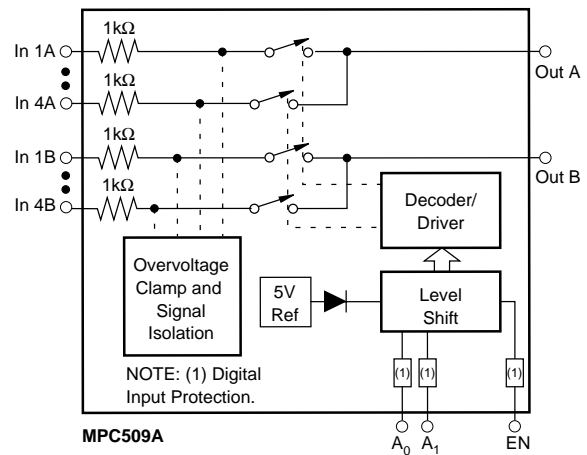 1kΩ
In 1A
Out A
1kΩ
In 4A
1kΩ
In 1B
Out B
1kΩ
In 4B
Decoder/
Driver
Overvoltage
Clamp and
Signal
Isolation
5V
Ref
Level
Shift
NOTE: (1) Digital
Input Protection.
(1) (1) (1)
MPC509A
A0 A1 EN